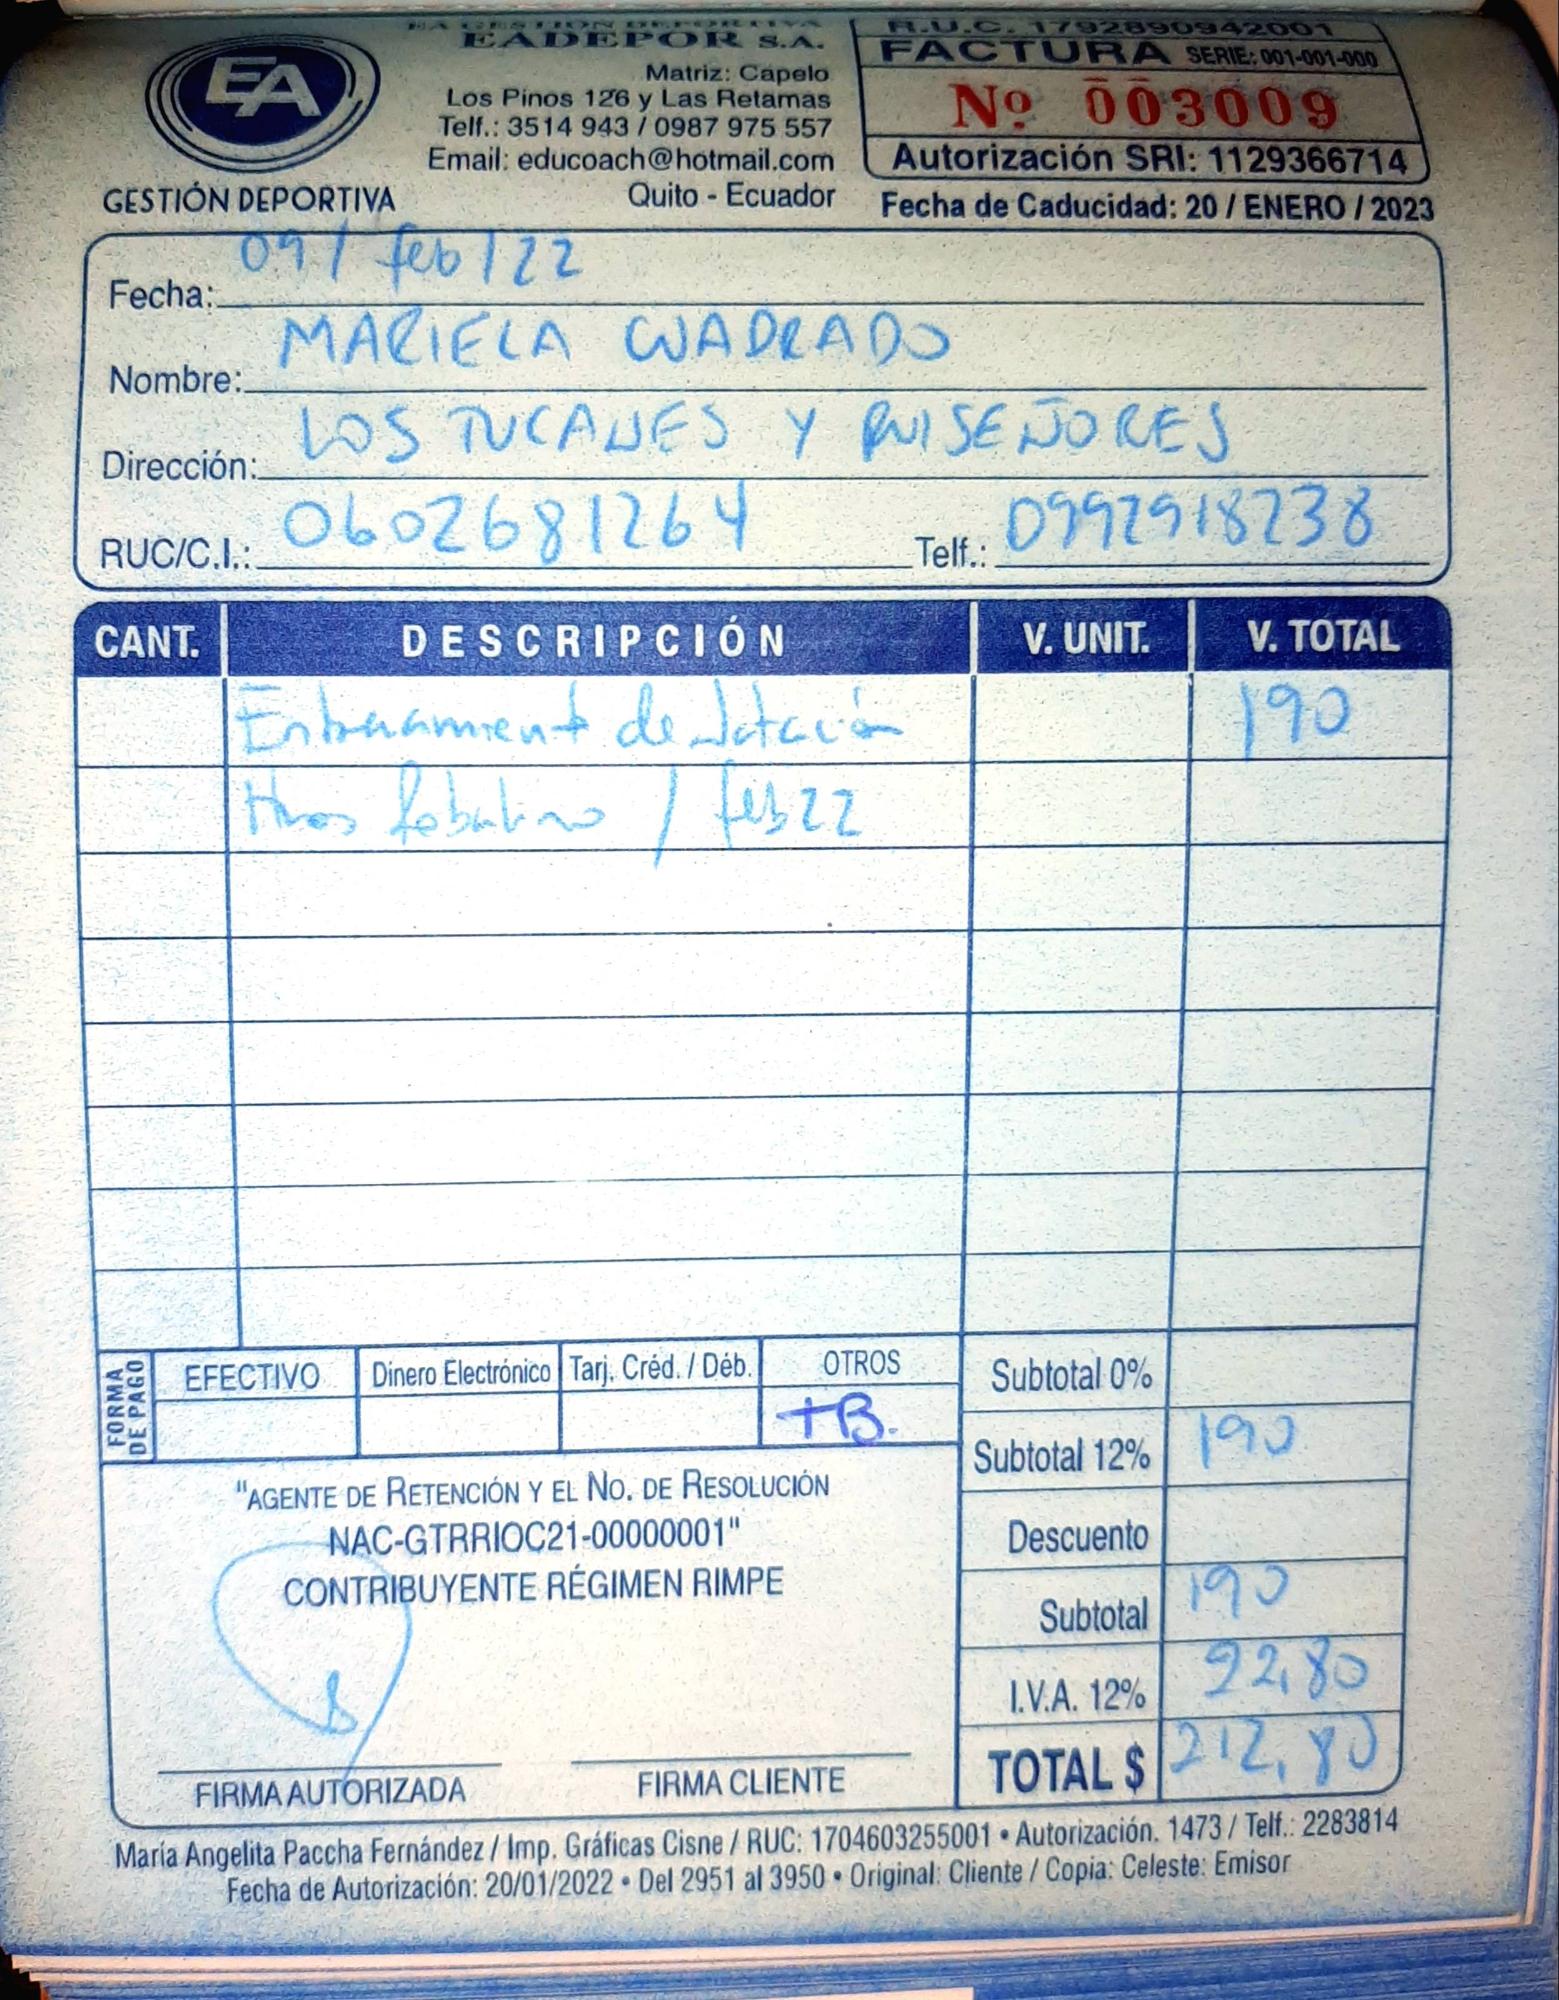 EA GESTIÓN DEPORTIVA
EADEPOR S.A.
Matriz: Capelo
Los Pinos 126 y Las Retamas
Telf.: 3514 943 / 0987 975 557
Email: educoach@hotmail.com
Quito - Ecuador
EA
GESTIÓN DEPORTIVA
R.U.C. 1792890942001
FACTURA SERIE: 001-001-000
Nº 003009
Autorización SRI: 1129366714
Fecha de Caducidad: 20 / ENERO / 2023
Fecha: 09 / feb / 22
Nombre: MARIELA CUADRADO
Dirección: LOS TUCANES Y RUISEÑORES
RUC/C.I.: 0602681264 Telf.: 0992918238
CANT. DESCRIPCIÓN V. UNIT. V. TOTAL
Entrenamiento de Natación 190
/ feb 22
FORMA DE PAGO EFECTIVO Dinero Electrónico Tarj. Créd. / Déb. OTROS
TB.
Subtotal 0%
Subtotal 12% 190
Descuento
Subtotal 190
I.V.A. 12% 22,80
TOTAL $ 212,80
"AGENTE DE RETENCIÓN Y EL NO. DE RESOLUCIÓN
NAC-GTRRIOC21-00000001"
CONTRIBUYENTE RÉGIMEN RIMPE
FIRMA AUTORIZADA FIRMA CLIENTE
María Angelita Paccha Fernández / Imp. Gráficas Cisne / RUC: 1704603255001 • Autorización. 1473 / Telf.: 2283814
Fecha de Autorización: 20/01/2022 • Del 2951 al 3950 • Original: Cliente / Copia: Celeste: Emisor